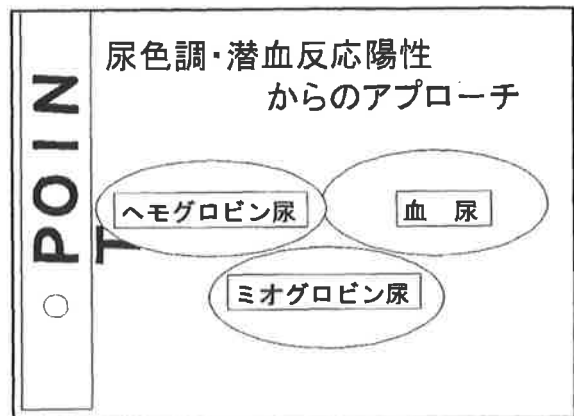 POINT
尿色調・潜血反応陽性
からのアプローチ
ヘモグロビン尿
血 尿
ミオグロビン尿